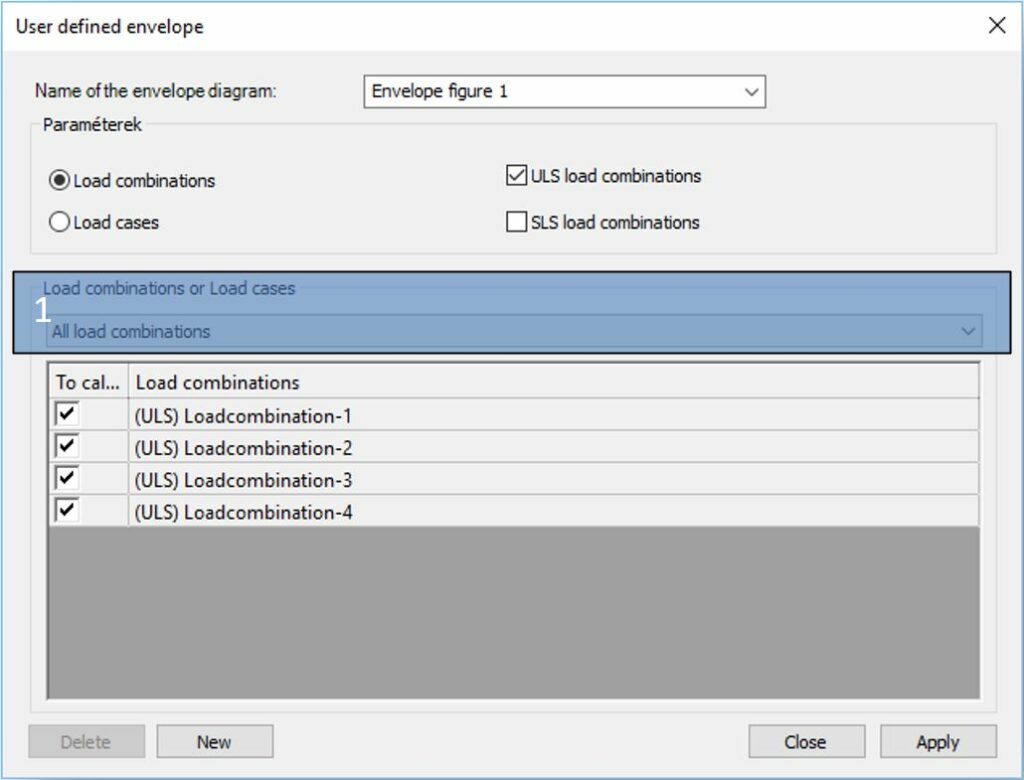 User defined envelope
Name of the envelope diagram: Envelope figure 1
Paraméterek
Load combinations ULS load combinations
Load cases SLS load combinations
Load combinations or Load cases
1
All load combinations
To cal... Load combinations
(ULS) Loadcombination-1
(ULS) Loadcombination-2
(ULS) Loadcombination-3
(ULS) Loadcombination-4
Delete New Close Apply